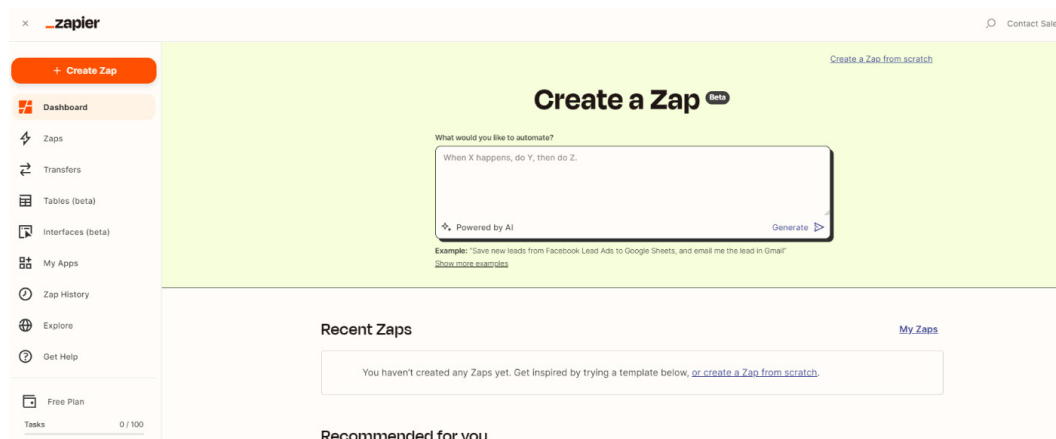 × _zapier
Contact Sale
+ Create Zap
Dashboard
Zaps
Transfers
Tables (beta)
Interfaces (beta)
My Apps
Zap History
Explore
Get Help
Free Plan
Tasks 0 / 100
Create a Zap from scratch
Create a Zap Beta
What would you like to automate?
When X happens, do Y, then do Z.
Powered by AI
Generate
Example: "Save new leads from Facebook Lead Ads to Google Sheets, and email me the lead in Gmail"
Show more examples
Recent Zaps
My Zaps
You haven't created any Zaps yet. Get inspired by trying a template below, or create a Zap from scratch.
Recommended for you